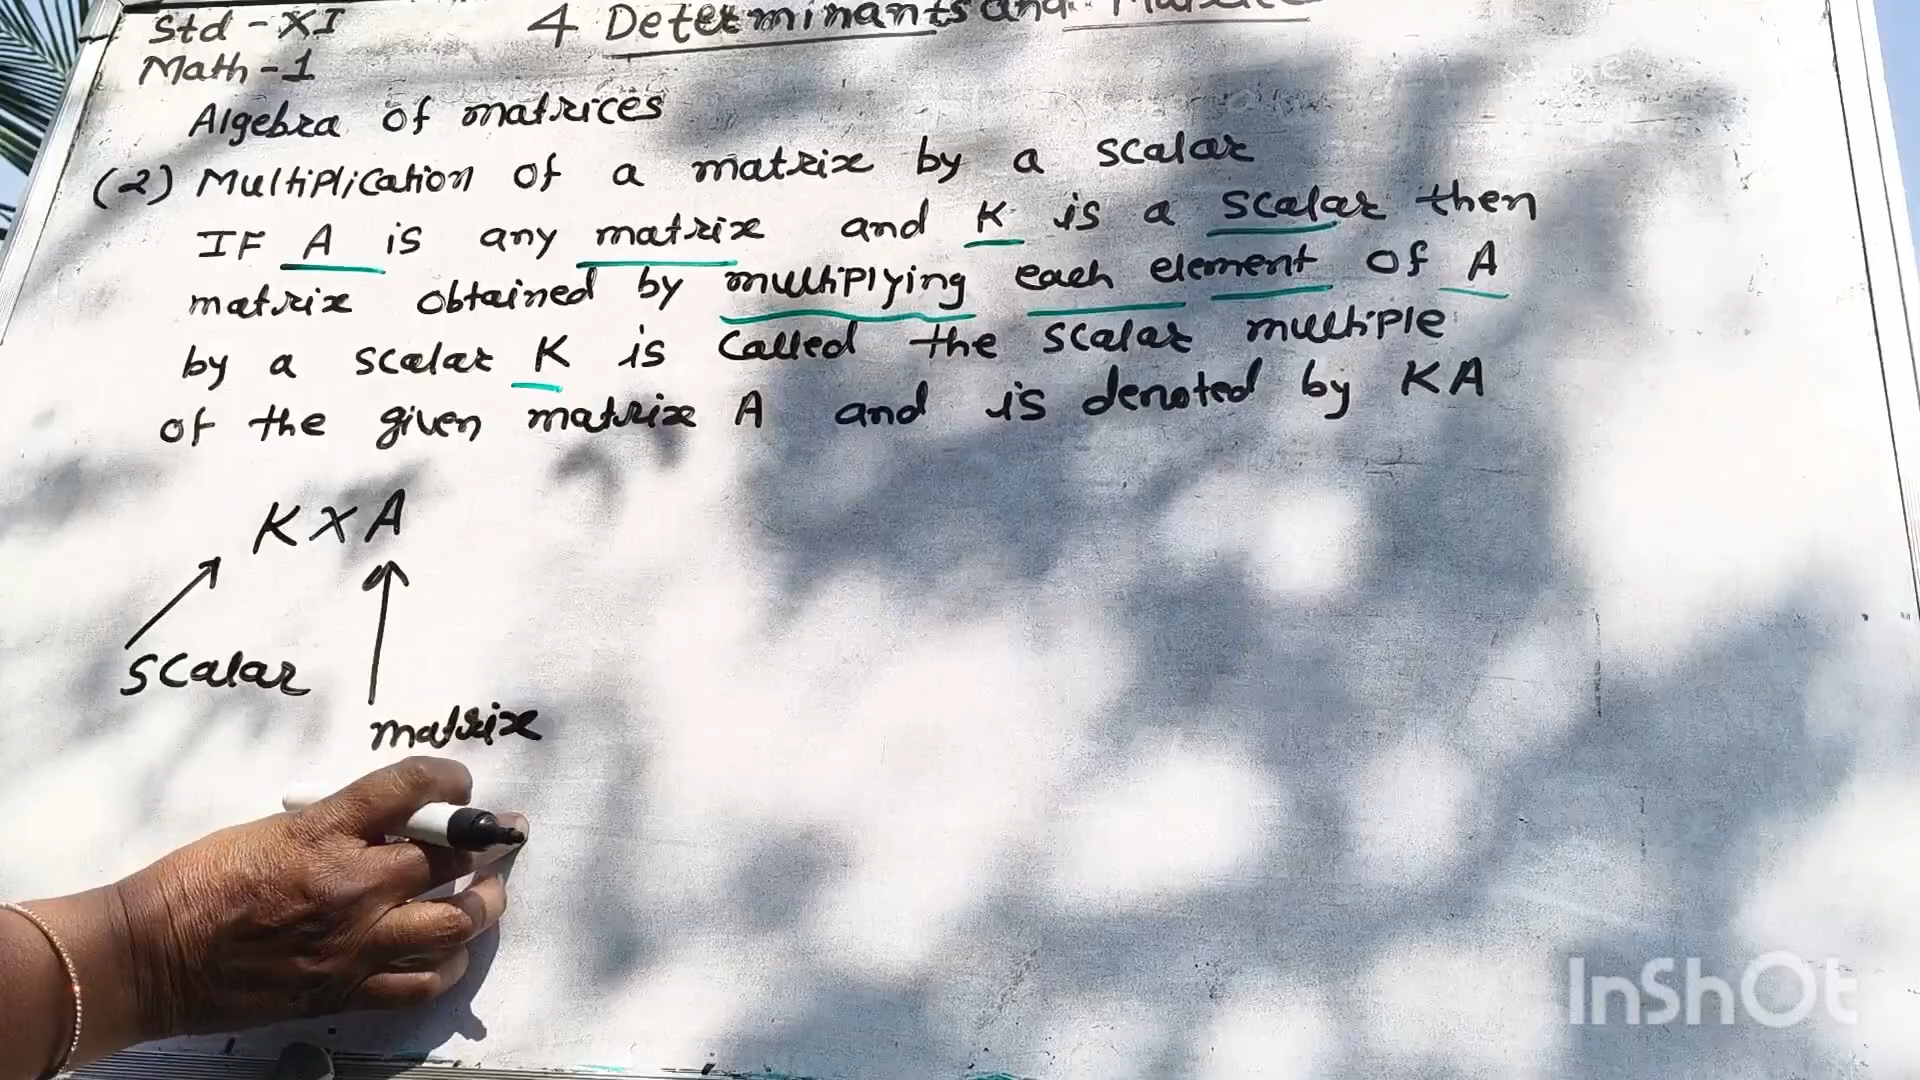 Std - XI
4 Determinants and
Math - 1
Algebra of matrices
(2) Multiplication of a matrix by a scalar
IF A is any matrix and K is a scalar then
matrix obtained by multiplying each element of A
by a scalar K is called the scalar multiple
of the given matrix A and is denoted by KA
K X A
scalar
matrix
InShOt